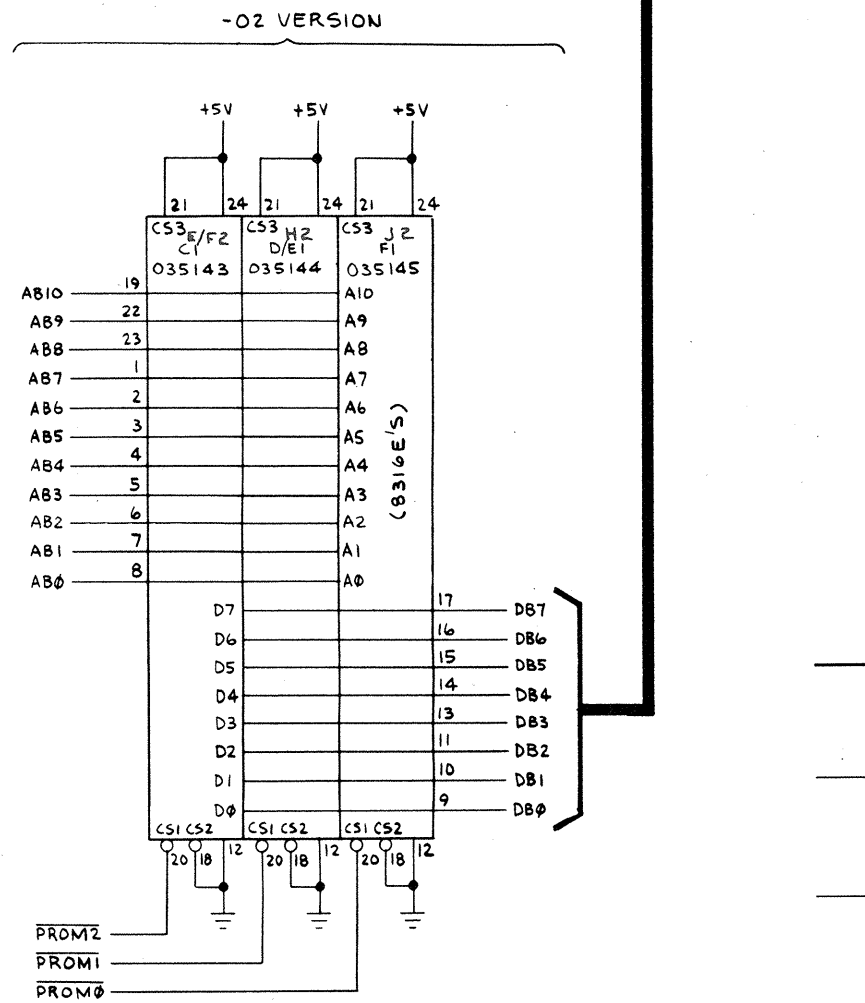 -02 VERSION
+5V +5V +5V
21 24 21 24 21 24
CS3 E/F2 CS3 H2 CS3 J2
C1 D/E1 F1
035143 035144 035145
AB10 19 A10
AB9 22 A9
AB8 23 A8
AB7 1 A7
AB6 2 A6
AB5 3 A5
AB4 4 A4
AB3 5 A3
AB2 6 A2
AB1 7 A1
ABØ 8 AØ
(8316E'S)
D7 17 DB7
D6 16 DB6
D5 15 DB5
D4 14 DB4
D3 13 DB3
D2 11 DB2
D1 10 DB1
DØ 9 DBØ
CS1 CS2 CS1 CS2 CS1 CS2
20 18 12 20 18 12 20 18 12
PROM2
PROM1
PROMØ